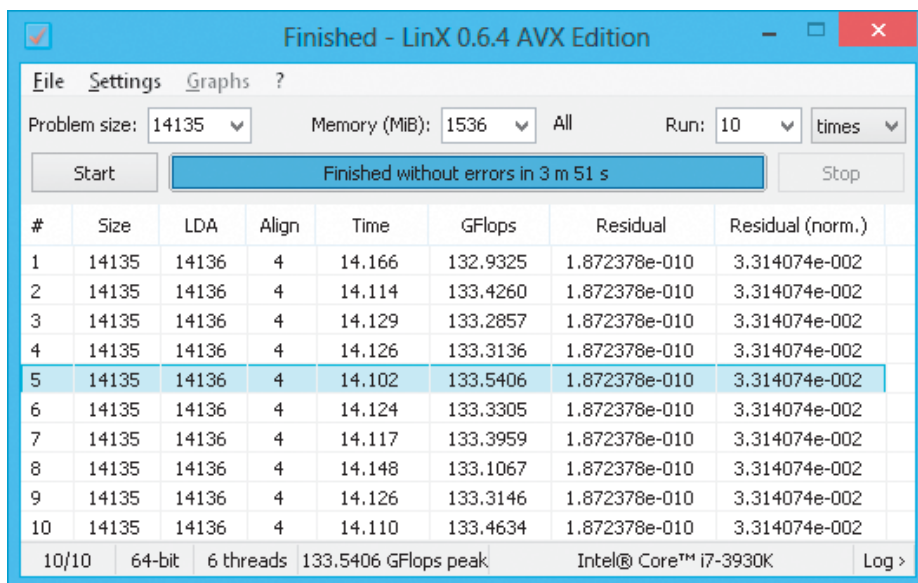 Finished - LinX 0.6.4 AVX Edition
File Settings Graphs ?
Problem size: 14135 Memory (MiB): 1536 All Run: 10 times
Start Finished without errors in 3 m 51 s Stop
# Size LDA Align Time GFlops Residual Residual (norm.)
1 14135 14136 4 14.166 132.9325 1.872378e-010 3.314074e-002
2 14135 14136 4 14.114 133.4260 1.872378e-010 3.314074e-002
3 14135 14136 4 14.129 133.2857 1.872378e-010 3.314074e-002
4 14135 14136 4 14.126 133.3136 1.872378e-010 3.314074e-002
5 14135 14136 4 14.102 133.5406 1.872378e-010 3.314074e-002
6 14135 14136 4 14.124 133.3305 1.872378e-010 3.314074e-002
7 14135 14136 4 14.117 133.3959 1.872378e-010 3.314074e-002
8 14135 14136 4 14.148 133.1067 1.872378e-010 3.314074e-002
9 14135 14136 4 14.126 133.3146 1.872378e-010 3.314074e-002
10 14135 14136 4 14.110 133.4634 1.872378e-010 3.314074e-002
10/10 64-bit 6 threads 133.5406 GFlops peak Intel® Core™ i7-3930K Log >